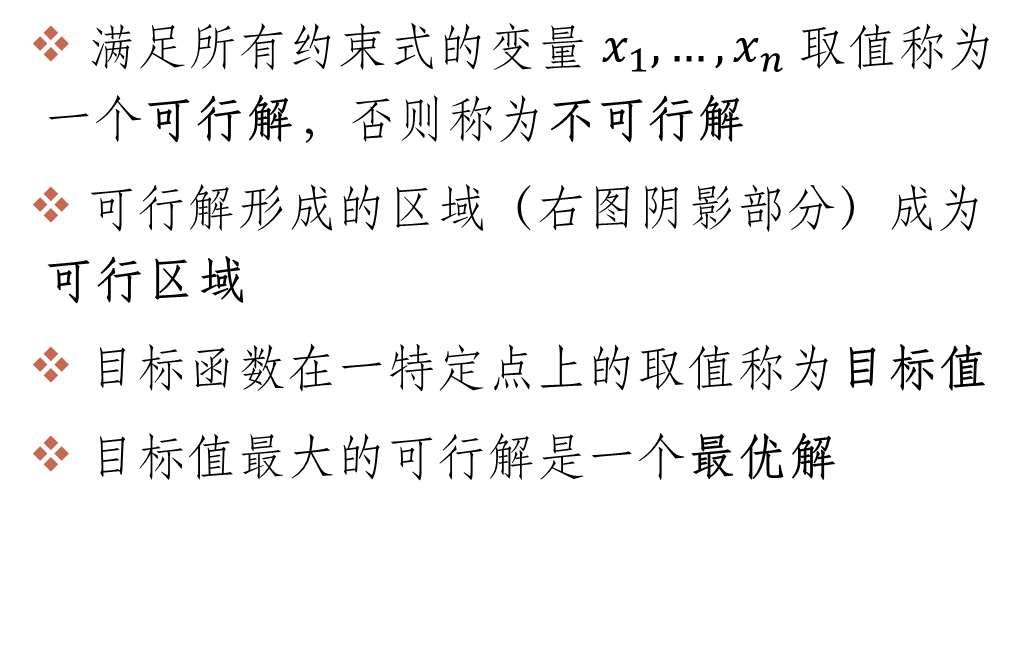 ❖ 满足所有约束式的变量 x₁,…,xₙ 取值称为
一个可行解，否则称为不可行解
❖ 可行解形成的区域（右图阴影部分）成为
可行区域
❖ 目标函数在一特定点上的取值称为目标值
❖ 目标值最大的可行解是一个最优解